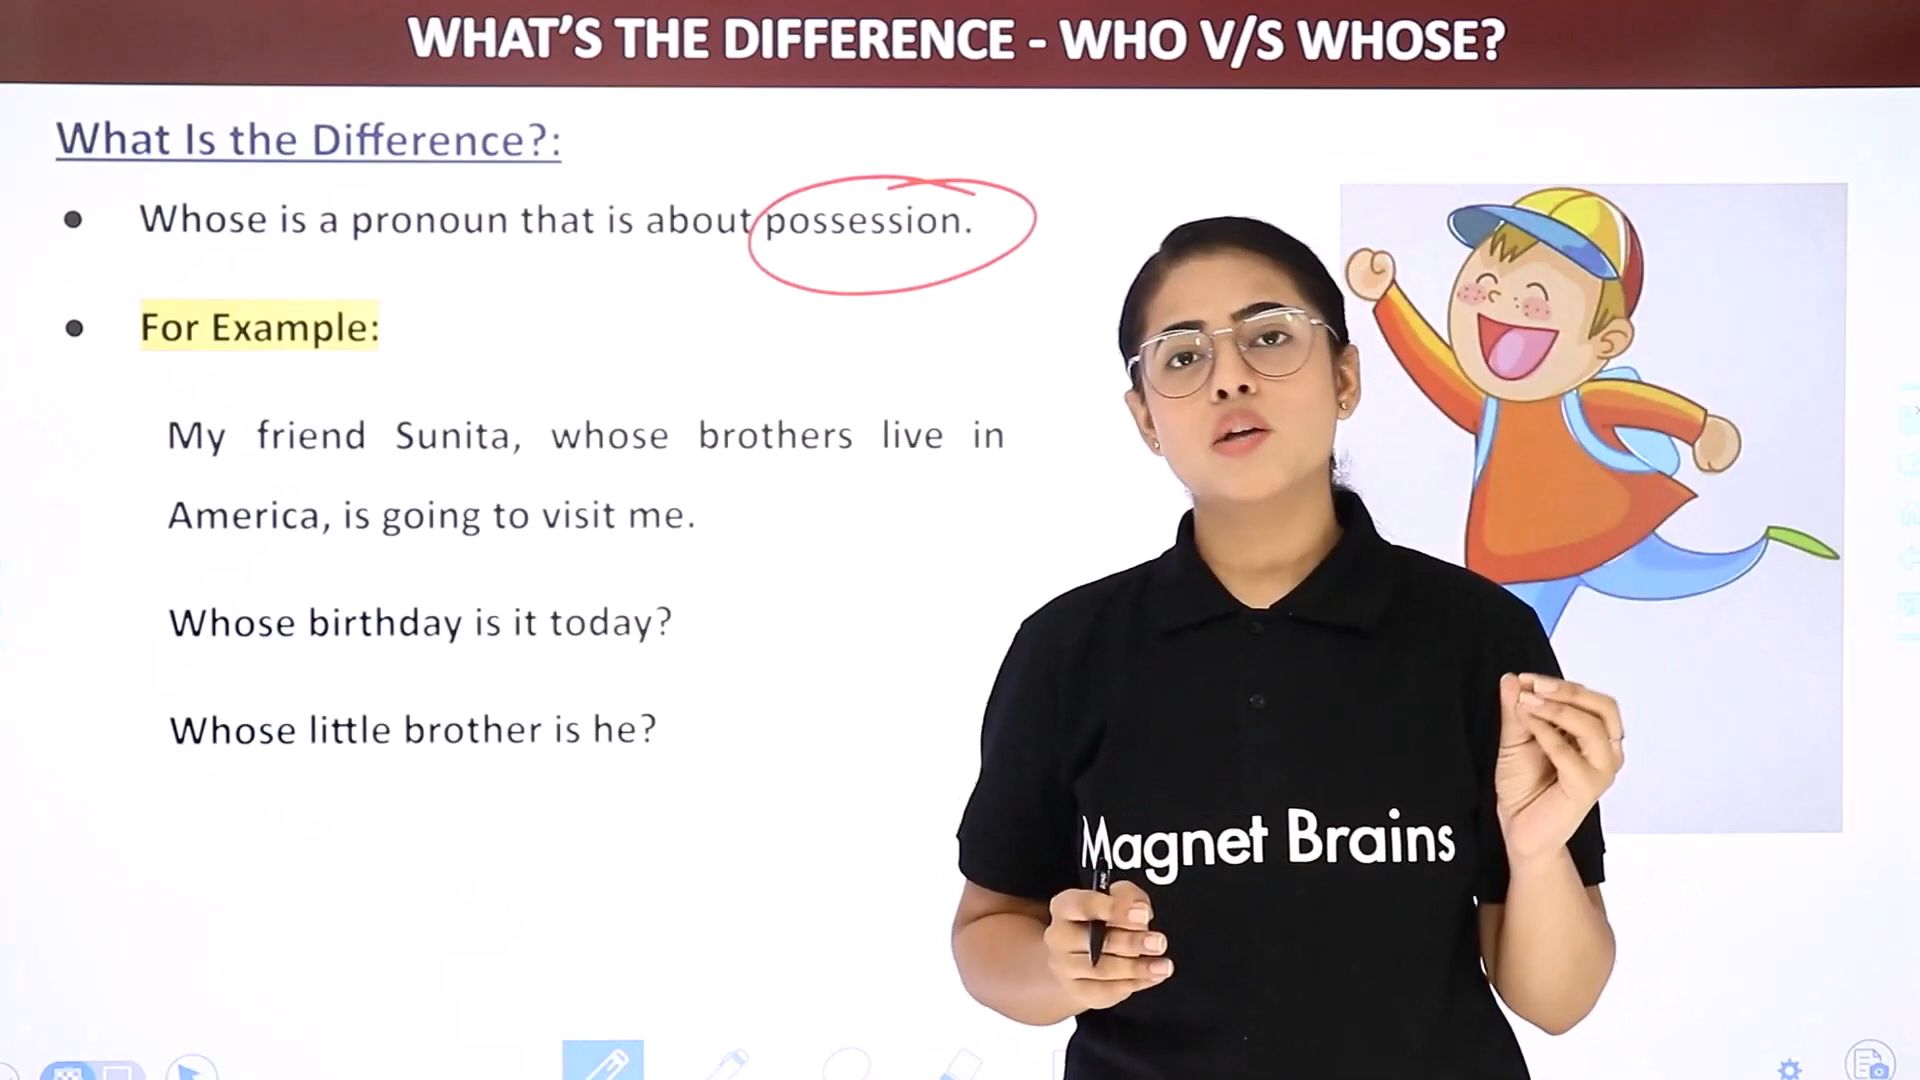 WHAT'S THE DIFFERENCE - WHO V/S WHOSE?
What Is the Difference?:
● Whose is a pronoun that is about possession.
● For Example:
My friend Sunita, whose brothers live in
America, is going to visit me.
Whose birthday is it today?
Whose little brother is he?
Magnet Brains